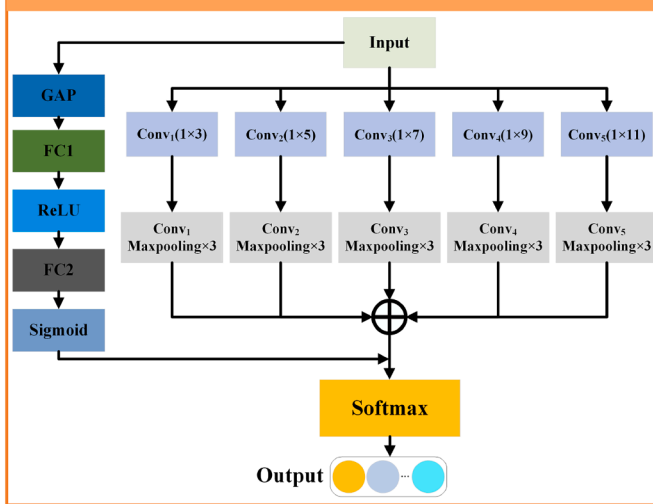 Input
GAP
FC1
ReLU
FC2
Sigmoid
Conv₁(1×3)
Conv₂(1×5)
Conv₃(1×7)
Conv₄(1×9)
Conv₅(1×11)
Conv₁
Maxpooling×3
Conv₂
Maxpooling×3
Conv₃
Maxpooling×3
Conv₄
Maxpooling×3
Conv₅
Maxpooling×3
Softmax
Output
...